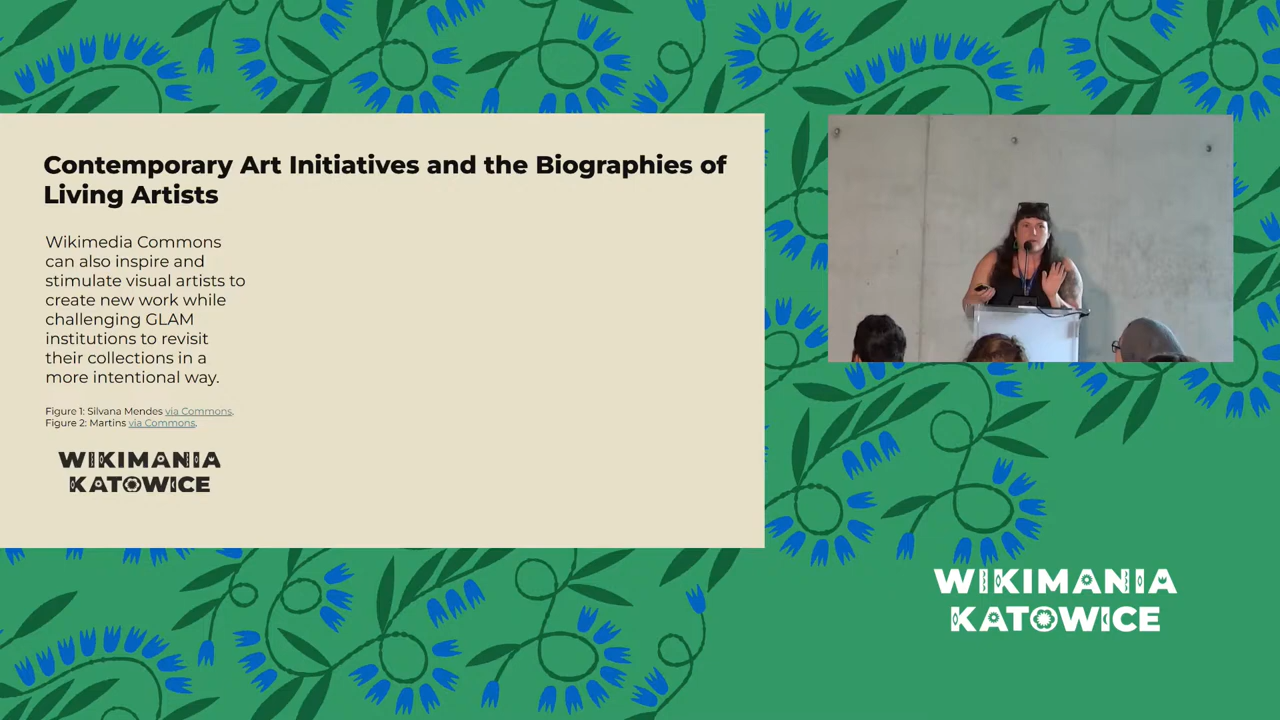 Contemporary Art Initiatives and the Biographies of
Living Artists
Wikimedia Commons
can also inspire and
stimulate visual artists to
create new work while
challenging GLAM
institutions to revisit
their collections in a
more intentional way.
Figure 1: Silvana Mendes via Commons.
Figure 2: Martins via Commons.
WIKIMANIA
KATOWICE
WIKIMANIA
KATOWICE